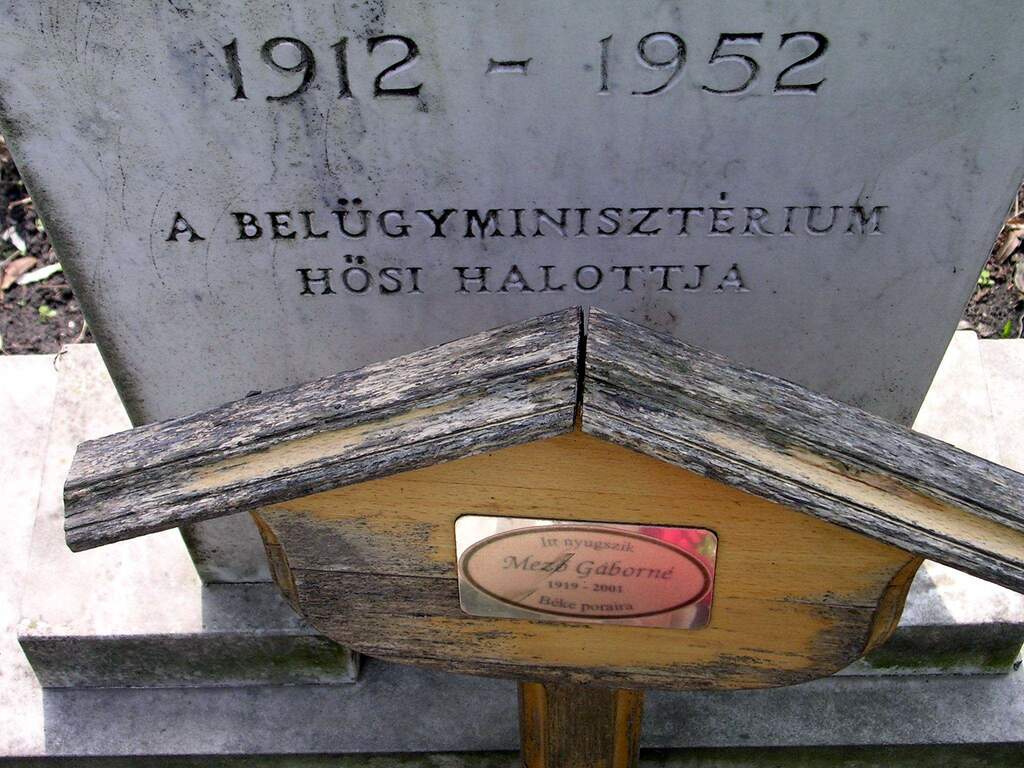 1912 - 1952
A BELÜGYMINISZTÉRIUM
HŐSI HALOTTJA
Itt nyugszik
Mező Gáborné
1919 - 2001
Béke poraira